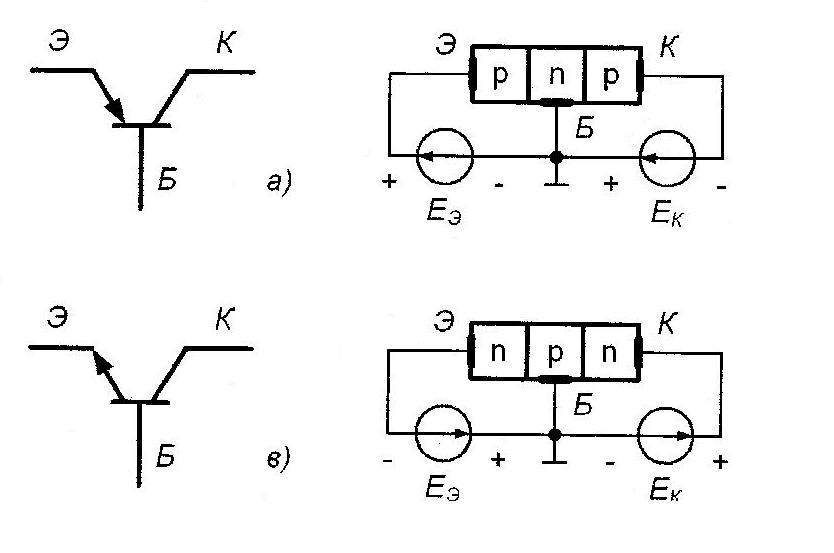 Э К
Б а)
Э К
p n p
Б
+ - + -
EЭ EК
Э К
Б в)
Э К
n p n
Б
- + - +
EЭ EК